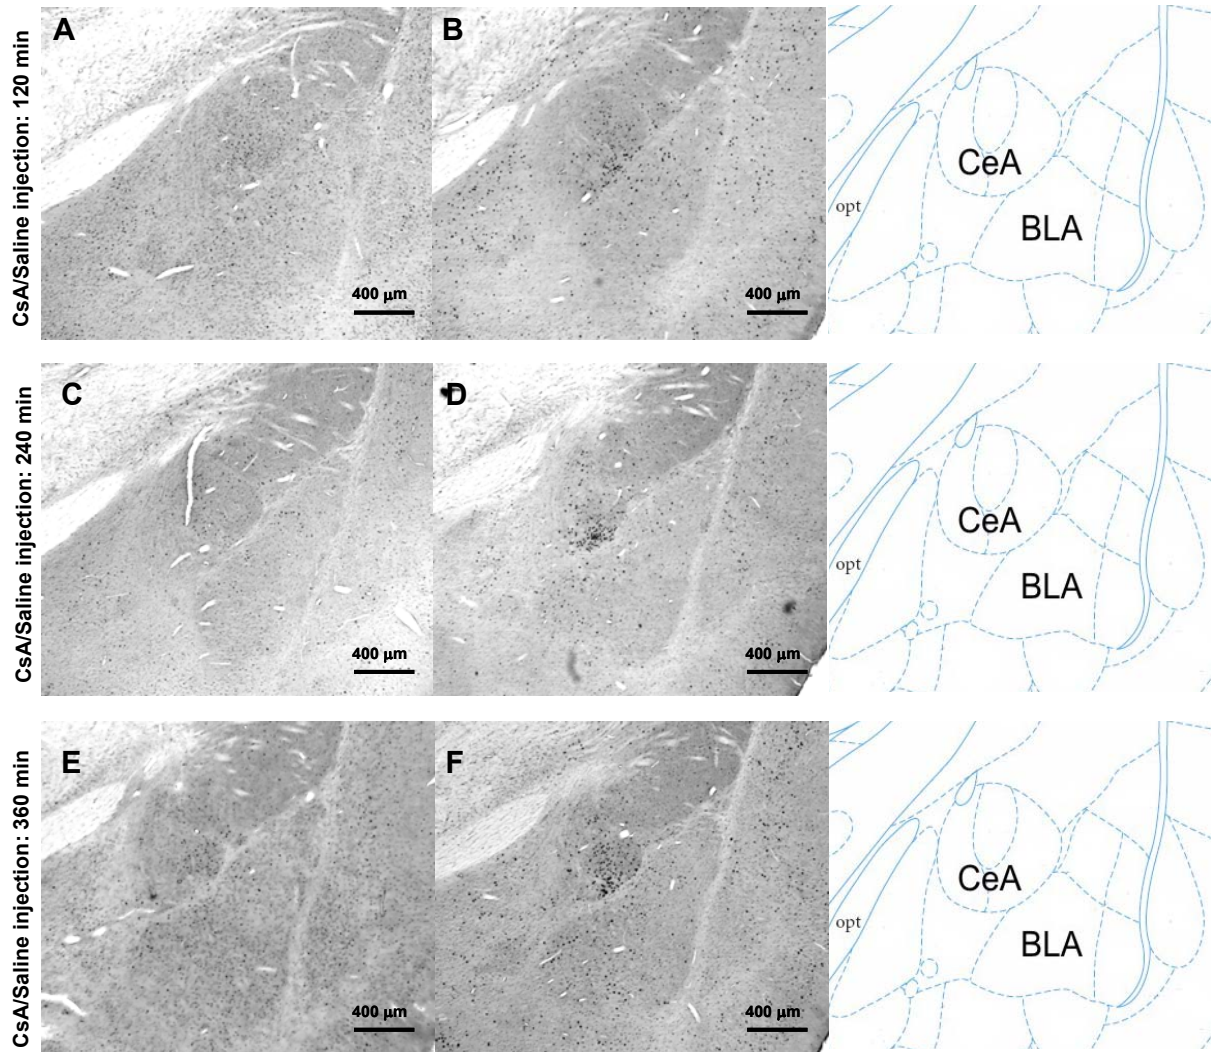 CsA/Saline injection: 120 min
A
B
400 µm
400 µm
CeA
opt
BLA
CsA/Saline injection: 240 min
C
D
400 µm
400 µm
CeA
opt
BLA
CsA/Saline injection: 360 min
E
F
400 µm
400 µm
CeA
opt
BLA